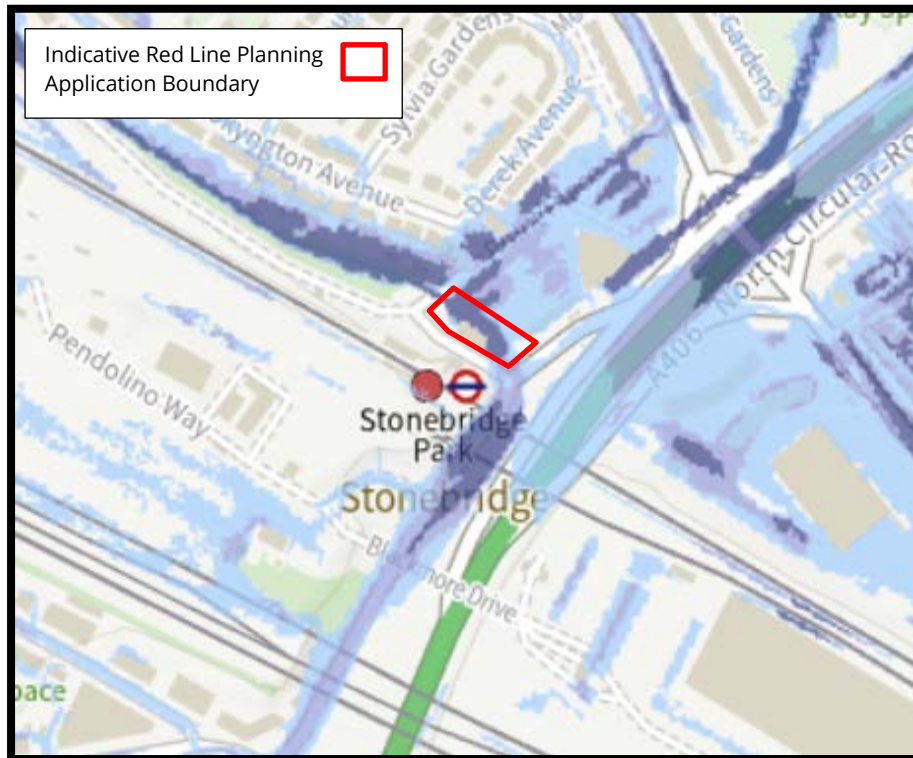 Indicative Red Line Planning
Application Boundary
Sylvia Gardens
Gardens
Derek Avenue
Avenue
A406 North Circular Ro
Pendolino Way
Stonebridge
Park
Stonebridge
Blackmore Drive
pace